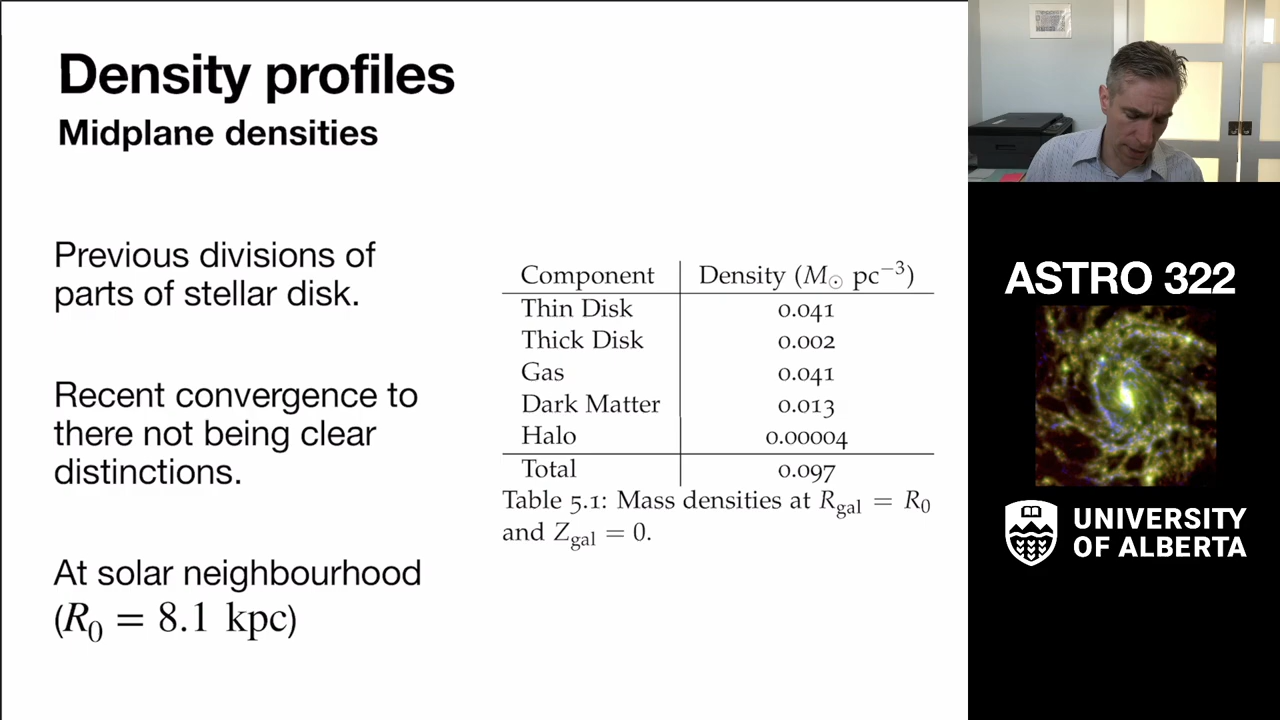 Density profiles
Midplane densities
Previous divisions of
parts of stellar disk.
Recent convergence to
there not being clear
distinctions.
At solar neighbourhood
(R₀ = 8.1 kpc)
Component Density (M☉ pc⁻³)
Thin Disk 0.041
Thick Disk 0.002
Gas 0.041
Dark Matter 0.013
Halo 0.00004
Total 0.097
Table 5.1: Mass densities at R_gal = R₀
and Z_gal = 0.
ASTRO 322
UNIVERSITY
OF ALBERTA